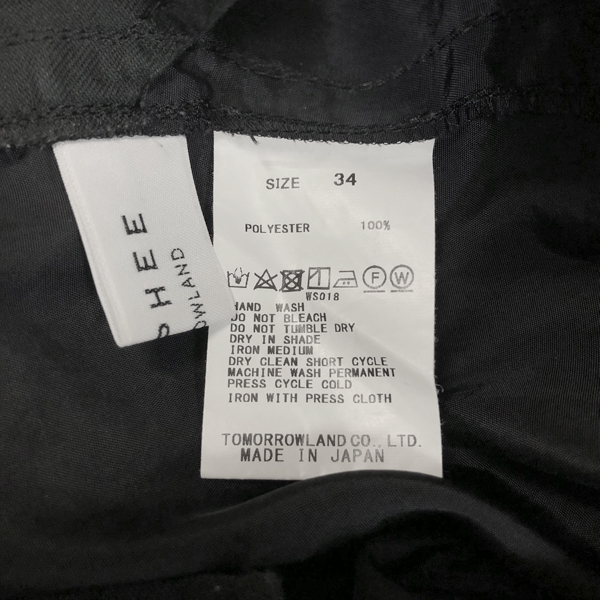 HEE
SIZE 34
POLYESTER 100%
F W
WS018
HAND WASH
DO NOT BLEACH
DO NOT TUMBLE DRY
DRY IN SHADE
IRON MEDIUM
DRY CLEAN SHORT CYCLE
MACHINE WASH PERMANENT
PRESS CYCLE COLD
IRON WITH PRESS CLOTH
TOMORROWLAND CO., LTD.
MADE IN JAPAN